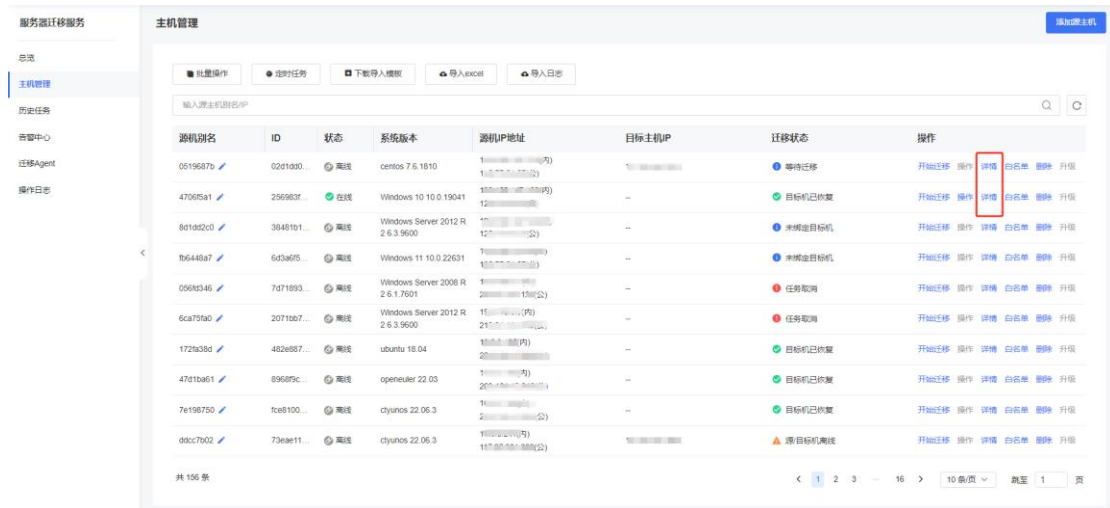 服务器迁移服务
主机管理
添加源主机
总览
主机管理
历史任务
告警中心
迁移Agent
操作日志
批量操作 定时任务 下载导入模板 导入excel 导入日志
输入源主机别名/IP
源机别名 ID 状态 系统版本 源机IP地址 目标主机IP 迁移状态 操作
0519687b 02d1dd0... 离线 centos 7.6.1810 等待迁移 开始迁移 操作 详情 白名单 删除 升级
4706f5a1 256983f... 在线 Windows 10 10.0.19041 -- 目标机已恢复 开始迁移 操作 详情 白名单 删除 升级
8d1dd2c0 38481b1... 离线 Windows Server 2012 R
2 6.3.9600 -- 未绑定目标机 开始迁移 操作 详情 白名单 删除 升级
fb6448a7 6d3a6f5... 离线 Windows 11 10.0.22631 -- 未绑定目标机 开始迁移 操作 详情 白名单 删除 升级
056fd346 7d71893... 离线 Windows Server 2008 R
2 6.1.7601 -- 任务取消 开始迁移 操作 详情 白名单 删除 升级
6ca75fa0 2071bb7... 离线 Windows Server 2012 R
2 6.3.9600 -- 任务取消 开始迁移 操作 详情 白名单 删除 升级
172fa38d 482e687... 离线 ubuntu 18.04 -- 目标机已恢复 开始迁移 操作 详情 白名单 删除 升级
47d1ba61 8968f9c... 离线 openeuler 22.03 -- 目标机已恢复 开始迁移 操作 详情 白名单 删除 升级
7e198750 fce8100... 离线 ctyunos 22.06.3 -- 目标机已恢复 开始迁移 操作 详情 白名单 删除 升级
ddcc7b02 73eae11... 离线 ctyunos 22.06.3 源/目标机离线 开始迁移 操作 详情 白名单 删除 升级
共 156 条
1 2 3 ... 16 10 条/页 跳至 1 页